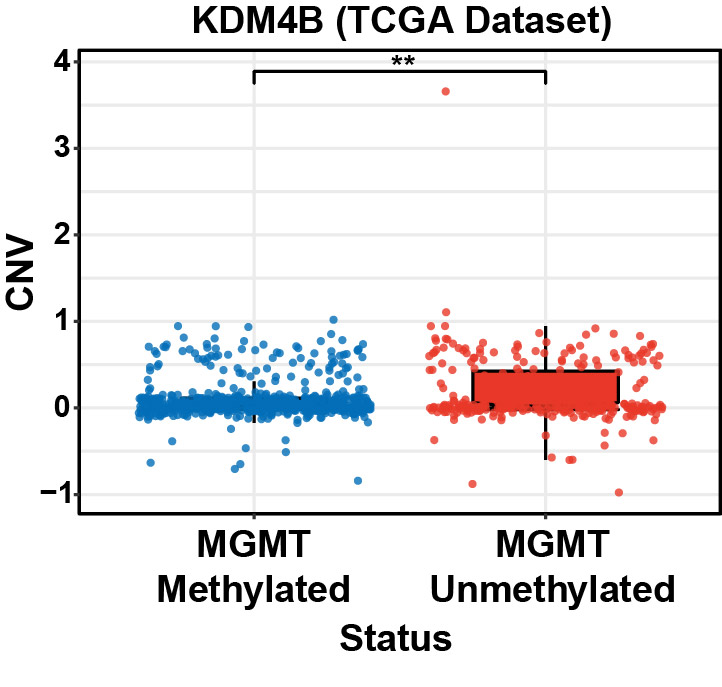 KDM4B (TCGA Dataset)
**
4
3
2
1
0
−1
CNV
MGMT Methylated
MGMT Unmethylated
Status